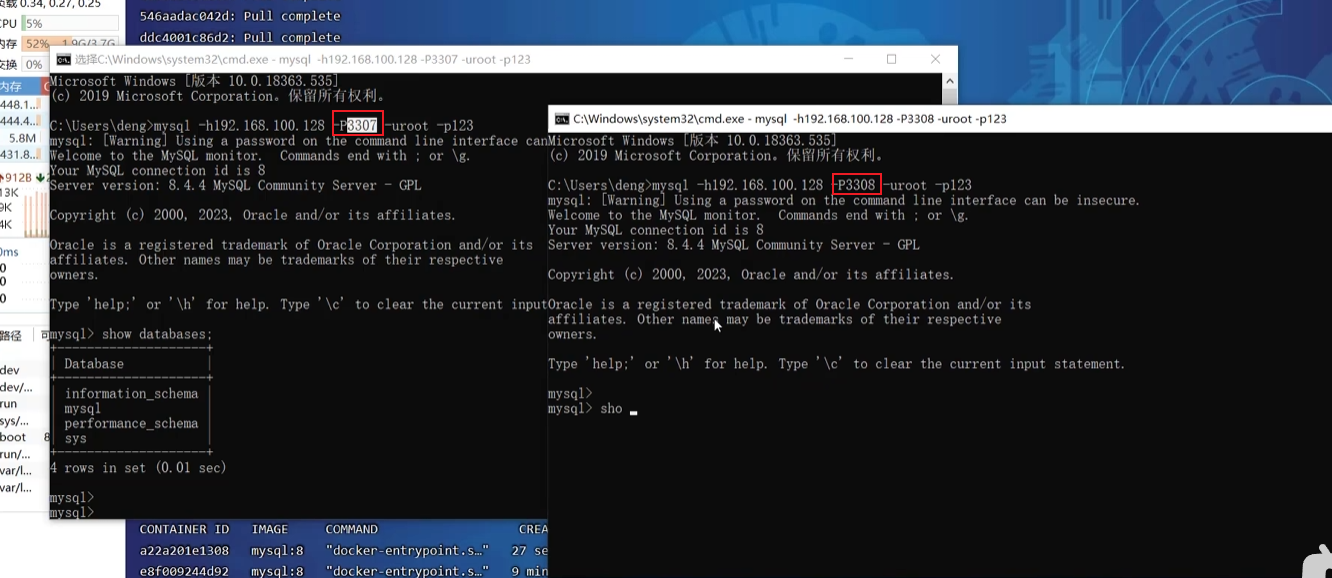 负载 0.34, 0.27, 0.25
CPU 5%
内存 52% 1.9G/3.7G
交换 0%
内存
448.1...
444.4...
5.8M
431.8...
912B
13K
9K
4K
0ms
0
0
0
路径
dev
dev/...
run
sys/...
boot 8
run/...
var/l...
var/l...
546aadac042d: Pull complete
ddc4001c86d2: Pull complete
选择C:\Windows\system32\cmd.exe - mysql -h192.168.100.128 -P3307 -uroot -p123
Microsoft Windows [版本 10.0.18363.535]
(c) 2019 Microsoft Corporation。保留所有权利。
C:\Users\deng>mysql -h192.168.100.128 -P3307 -uroot -p123
mysql: [Warning] Using a password on the command line interface can
Welcome to the MySQL monitor.  Commands end with ; or \g.
Your MySQL connection id is 8
Server version: 8.4.4 MySQL Community Server - GPL
Copyright (c) 2000, 2023, Oracle and/or its affiliates.
Oracle is a registered trademark of Oracle Corporation and/or its
affiliates. Other names may be trademarks of their respective
owners.
Type 'help;' or '\h' for help. Type '\c' to clear the current input
mysql> show databases;
+--------------------+
| Database           |
+--------------------+
| information_schema |
| mysql              |
| performance_schema |
| sys                |
+--------------------+
4 rows in set (0.01 sec)
mysql>
mysql>
C:\Windows\system32\cmd.exe - mysql -h192.168.100.128 -P3308 -uroot -p123
Microsoft Windows [版本 10.0.18363.535]
(c) 2019 Microsoft Corporation。保留所有权利。
C:\Users\deng>mysql -h192.168.100.128 -P3308 -uroot -p123
mysql: [Warning] Using a password on the command line interface can be insecure.
Welcome to the MySQL monitor.  Commands end with ; or \g.
Your MySQL connection id is 8
Server version: 8.4.4 MySQL Community Server - GPL
Copyright (c) 2000, 2023, Oracle and/or its affiliates.
Oracle is a registered trademark of Oracle Corporation and/or its
affiliates. Other names may be trademarks of their respective
owners.
Type 'help;' or '\h' for help. Type '\c' to clear the current input statement.
mysql>
mysql> sho
CONTAINER ID   IMAGE     COMMAND                  CREA
a22a201e1308   mysql:8   "docker-entrypoint.s…"   27 se
e8f009244d92   mysql:8   "docker-entrypoint.s…"   9 min